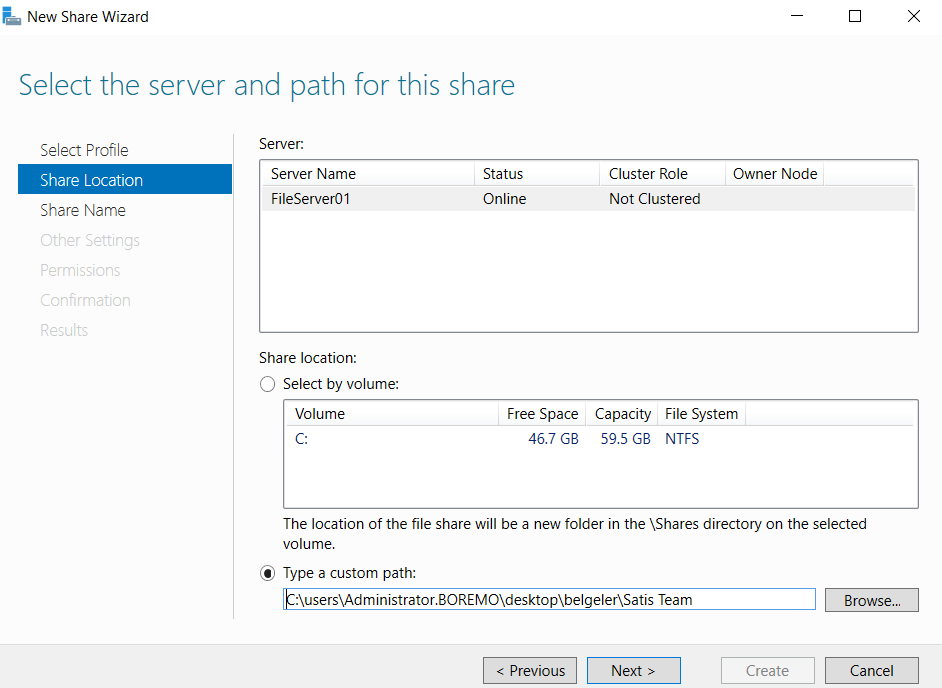 New Share Wizard
Select the server and path for this share
Select Profile
Share Location
Share Name
Other Settings
Permissions
Confirmation
Results
Server:
Server Name Status Cluster Role Owner Node
FileServer01 Online Not Clustered
Share location:
Select by volume:
Volume Free Space Capacity File System
C: 46.7 GB 59.5 GB NTFS
The location of the file share will be a new folder in the \Shares directory on the selected
volume.
Type a custom path:
C:\users\Administrator.BOREMO\desktop\belgeler\Satis Team Browse...
< Previous Next > Create Cancel